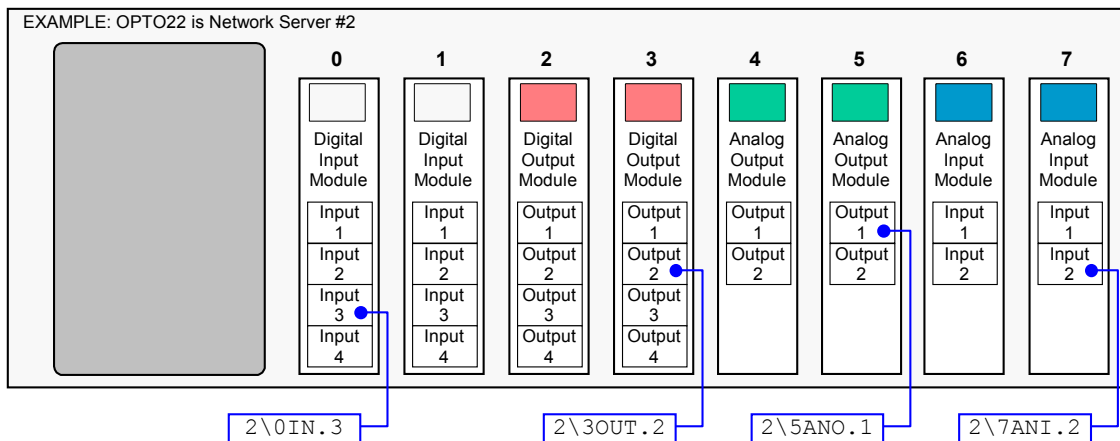 EXAMPLE: OPTO22 is Network Server #2
0 1 2 3 4 5 6 7
Digital Digital Digital Digital Analog Analog Analog Analog
Input Input Output Output Output Output Input Input
Module Module Module Module Module Module Module Module
Input Input Output Output Output Output Input Input
1 1 1 1 1 1 1 1
Input Input Output Output Output Output Input Input
2 2 2 2 2 2 2 2
Input Input Output Output
3 3 3 3
Input Input Output Output
4 4 4 4
2\0IN.3 2\3OUT.2 2\5ANO.1 2\7ANI.2